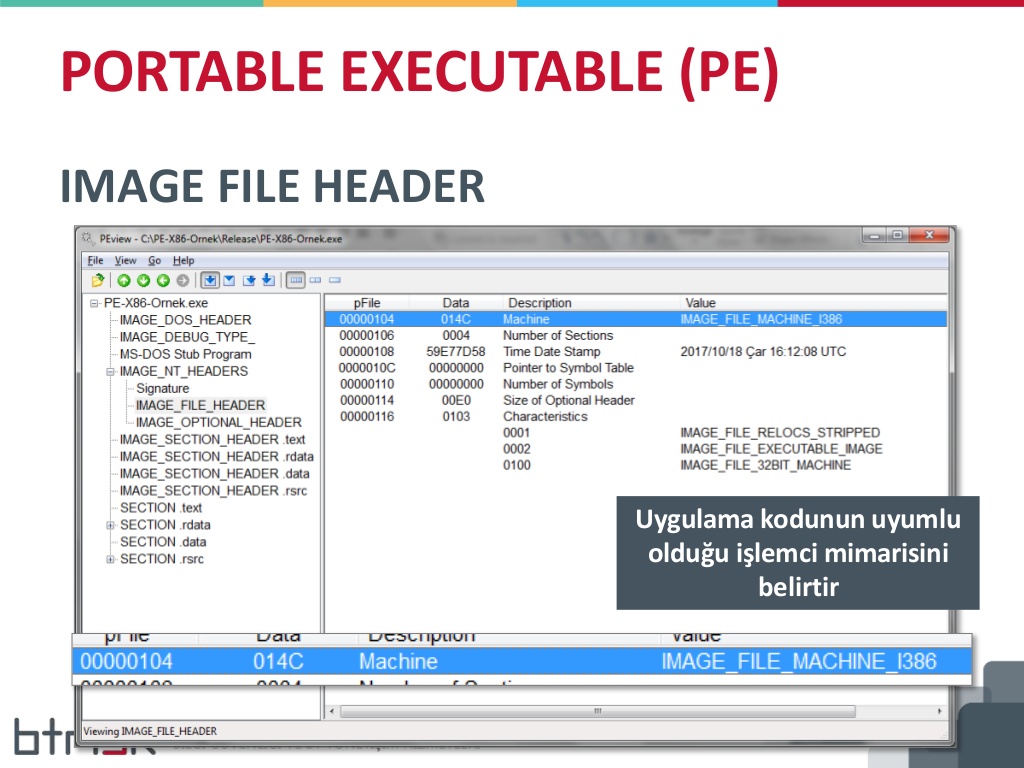 PORTABLE EXECUTABLE (PE)
IMAGE FILE HEADER
PEview - C:\PE-X86-Ornek\Release\PE-X86-Ornek.exe
File View Go Help
PE-X86-Ornek.exe
IMAGE_DOS_HEADER
IMAGE_DEBUG_TYPE_
MS-DOS Stub Program
IMAGE_NT_HEADERS
Signature
IMAGE_FILE_HEADER
IMAGE_OPTIONAL_HEADER
IMAGE_SECTION_HEADER .text
IMAGE_SECTION_HEADER .rdata
IMAGE_SECTION_HEADER .data
IMAGE_SECTION_HEADER .rsrc
SECTION .text
SECTION .rdata
SECTION .data
SECTION .rsrc
pFile Data Description Value
00000104 014C Machine IMAGE_FILE_MACHINE_I386
00000106 0004 Number of Sections
00000108 59E77D58 Time Date Stamp 2017/10/18 Çar 16:12:08 UTC
0000010C 00000000 Pointer to Symbol Table
00000110 00000000 Number of Symbols
00000114 00E0 Size of Optional Header
00000116 0103 Characteristics
0001 IMAGE_FILE_RELOCS_STRIPPED
0002 IMAGE_FILE_EXECUTABLE_IMAGE
0100 IMAGE_FILE_32BIT_MACHINE
Uygulama kodunun uyumlu
olduğu işlemci mimarisini
belirtir
pFile Data Description Value
00000104 014C Machine IMAGE_FILE_MACHINE_I386
Viewing IMAGE_FILE_HEADER